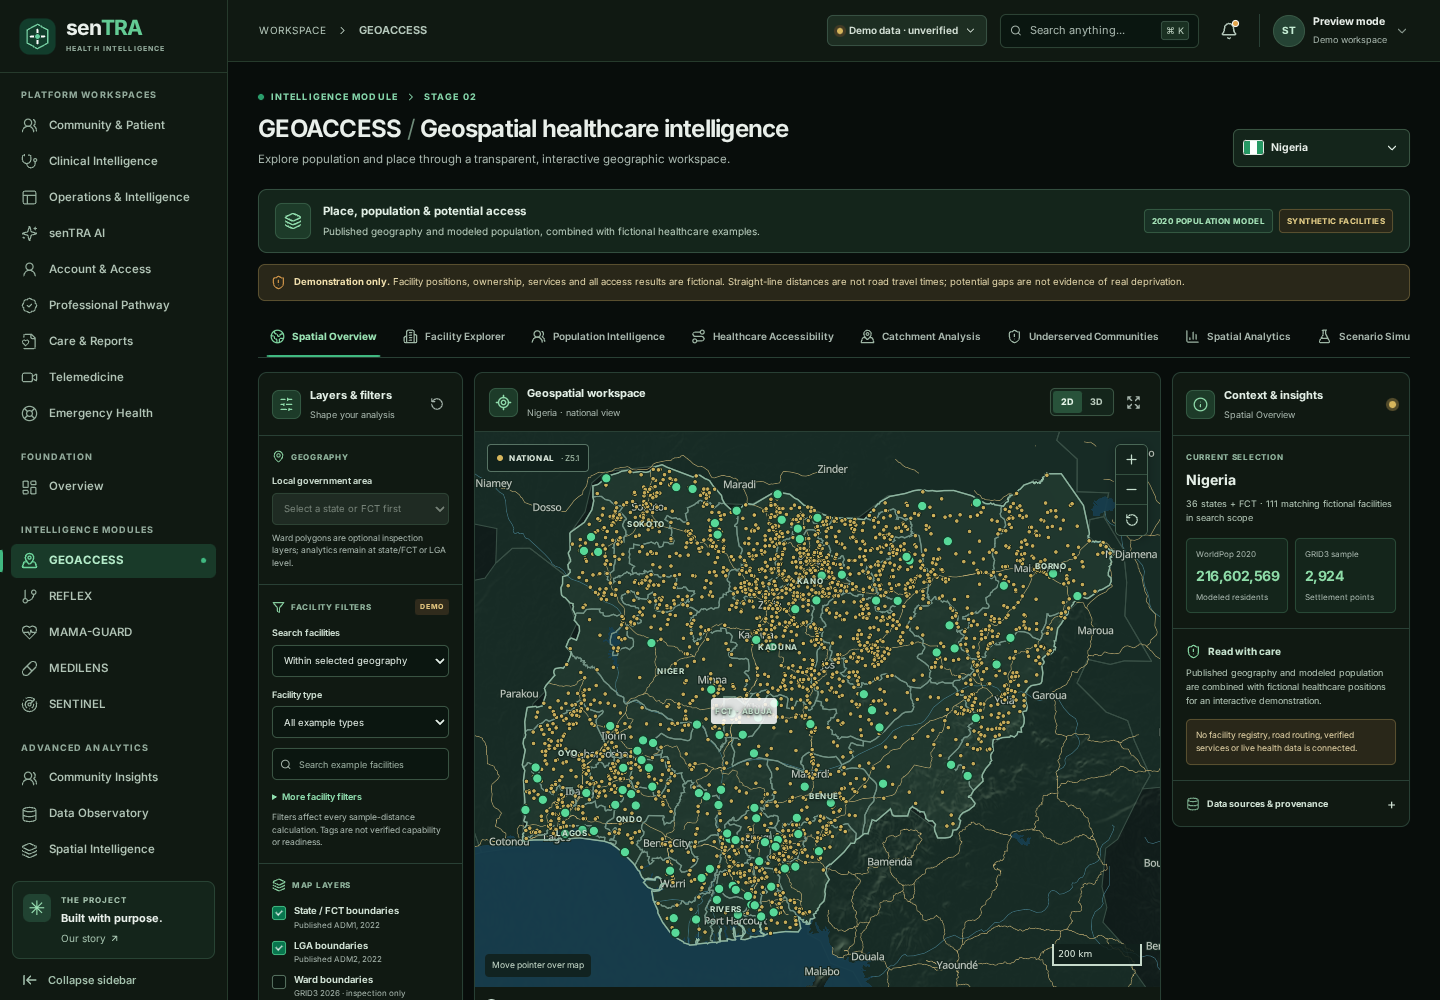 senTRA
HEALTH INTELLIGENCE
PLATFORM WORKSPACES
Community & Patient
Clinical Intelligence
Operations & Intelligence
senTRA AI
Account & Access
Professional Pathway
Care & Reports
Telemedicine
Emergency Health
FOUNDATION
Overview
INTELLIGENCE MODULES
GEOACCESS
REFLEX
MAMA-GUARD
MEDILENS
SENTINEL
ADVANCED ANALYTICS
Community Insights
Data Observatory
Spatial Intelligence
THE PROJECT
Built with purpose.
Our story
Collapse sidebar
WORKSPACE
GEOACCESS
Demo data · unverified
Search anything...
⌘ K
ST
Preview mode
Demo workspace
INTELLIGENCE MODULE
STAGE 02
GEOACCESS / Geospatial healthcare intelligence
Explore population and place through a transparent, interactive geographic workspace.
Nigeria
Place, population & potential access
Published geography and modeled population, combined with fictional healthcare examples.
2020 POPULATION MODEL
SYNTHETIC FACILITIES
Demonstration only. Facility positions, ownership, services and all access results are fictional. Straight-line distances are not road travel times; potential gaps are not evidence of real deprivation.
Spatial Overview
Facility Explorer
Population Intelligence
Healthcare Accessibility
Catchment Analysis
Underserved Communities
Spatial Analytics
Scenario Simu
Layers & filters
Shape your analysis
GEOGRAPHY
Local government area
Select a state or FCT first
Ward polygons are optional inspection
layers; analytics remain at state/FCT or LGA
level.
FACILITY FILTERS
DEMO
Search facilities
Within selected geography
Facility type
All example types
Search example facilities
More facility filters
Filters affect every sample-distance
calculation. Tags are not verified capability
or readiness.
MAP LAYERS
State / FCT boundaries
Published ADM1, 2022
LGA boundaries
Published ADM2, 2022
Ward boundaries
GRID3 2026 · inspection only
Geospatial workspace
Nigeria · national view
2D
3D
NATIONAL · Z5.1
Zinder
Niamey
Maradi
Dosso
SOKOTO
N'Djamena
BORNO
KANO
Maroua
KADUNA
NIGER
Minna
Parakou
Garoua
FCT · ABUJA
OYO
BENUE
ONDO
LAGOS
Cotonou
Bamenda
Warri
RIVERS
Port Harcou
Douala
Yaoundé
Malabo
200 km
Move pointer over map
Context & insights
Spatial Overview
CURRENT SELECTION
Nigeria
36 states + FCT · 111 matching fictional facilities
in search scope
WorldPop 2020
216,602,569
Modeled residents
GRID3 sample
2,924
Settlement points
Read with care
Published geography and modeled population
are combined with fictional healthcare positions
for an interactive demonstration.
No facility registry, road routing, verified
services or live health data is connected.
Data sources & provenance
+